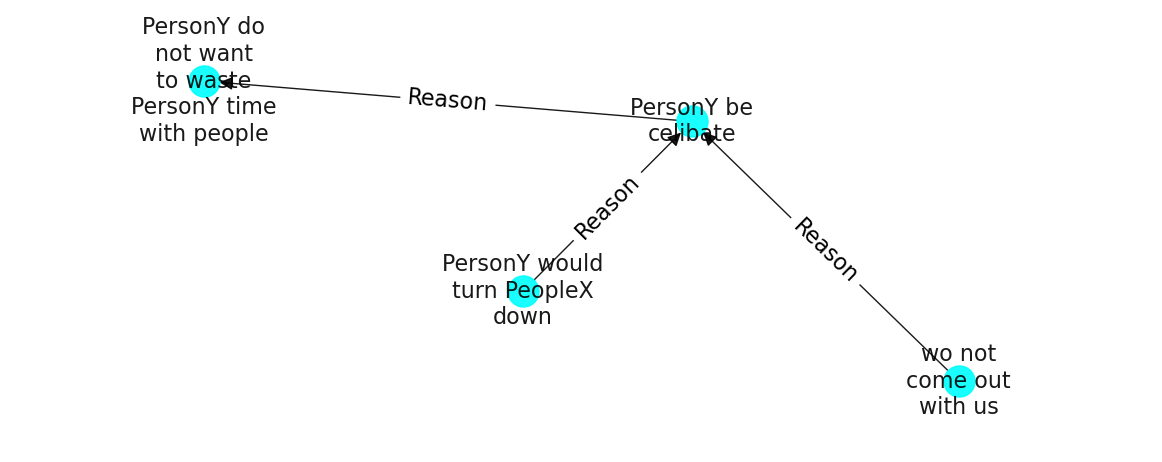 PersonY do
not want
to waste
PersonY time
with people
Reason
PersonY be
celibate
Reason
Reason
PersonY would
turn PeopleX
down
wo not
come out
with us